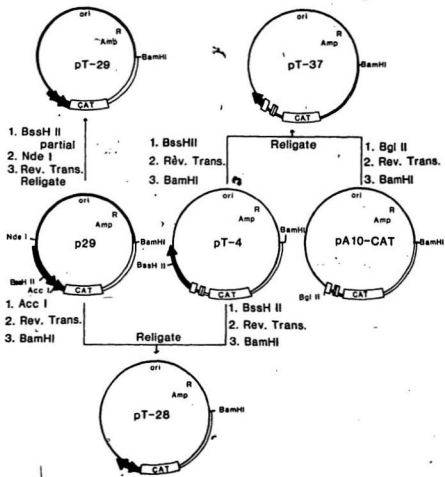 ori
R
Amp
BamHI
pT-29
CAT
ori
R
Amp
BamHI
pT-37
CAT
1. BssH II
partial
2. Nde I
3. Rev. Trans.
Religate
1. BssHII
2. Rev. Trans.
3. BamHI
Religate
1. Bgl II
2. Rev. Trans.
3. BamHI
ori
R
Amp
Nde I
BamHI
p29
BssH II
Acc I
CAT
ori
R
Amp
BamHI
pT-4
BssH II
CAT
ori
R
Amp
BamHI
pA10-CAT
Bgl II
CAT
1. Acc I
2. Rev. Trans.
3. BamHI
Religate
1. BssH II
2. Rev. Trans.
3. BamHI
ori
R
Amp
BamHI
pT-28
CAT